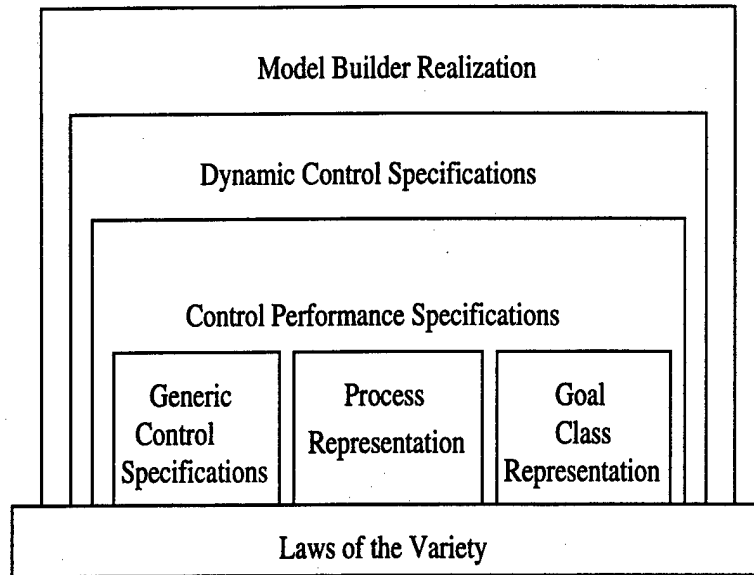 Model Builder Realization
Dynamic Control Specifications
Control Performance Specifications
Generic
Control
Specifications
Process
Representation
Goal
Class
Representation
Laws of the Variety